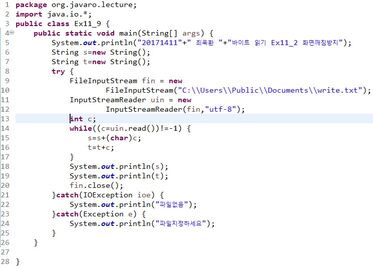 1 package org.javaro.lecture;
2 import java.io.*;
3 public class Ex11_9 {
4 public static void main(String[] args) {
5 System.out.println("20171411"+" 최욱환 "+"바이트 읽기 Ex11_2 화면깨짐방지");
6 String s=new String();
7 String t=new String();
8 try {
9 FileInputStream fin = new
10 FileInputStream("C:\\Users\\Public\\Documents\\write.txt");
11 InputStreamReader uin = new
12 InputStreamReader(fin,"utf-8");
13 int c;
14 while((c=uin.read())!=-1) {
15 s=s+(char)c;
16 t=t+c;
17 }
18 System.out.println(s);
19 System.out.println(t);
20 fin.close();
21 }catch(IOException ioe) {
22 System.out.println("파일없음");
23 }catch(Exception e) {
24 System.out.println("파일지정하세요");
25 }
26 }
27 }
28 }